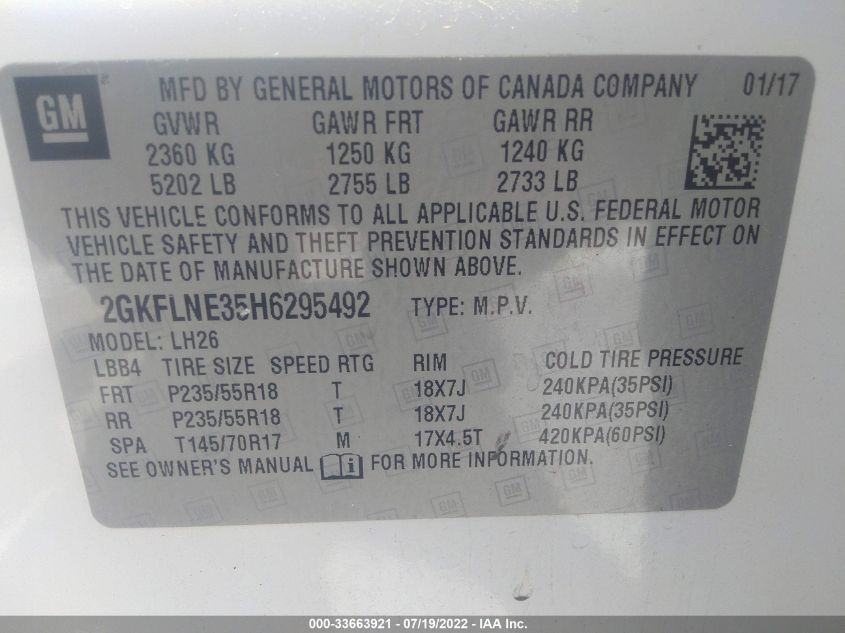 GM
MFD BY GENERAL MOTORS OF CANADA COMPANY 01/17
GVWR GAWR FRT GAWR RR
2360 KG 1250 KG 1240 KG
5202 LB 2755 LB 2733 LB
THIS VEHICLE CONFORMS TO ALL APPLICABLE U.S. FEDERAL MOTOR
VEHICLE SAFETY AND THEFT PREVENTION STANDARDS IN EFFECT ON
THE DATE OF MANUFACTURE SHOWN ABOVE.
2GKFLNE35H6295492 TYPE: M.P.V.
MODEL: LH26
LBB4 TIRE SIZE SPEED RTG RIM COLD TIRE PRESSURE
FRT P235/55R18 T 18X7J 240KPA(35PSI)
RR P235/55R18 T 18X7J 240KPA(35PSI)
SPA T145/70R17 M 17X4.5T 420KPA(60PSI)
SEE OWNER'S MANUAL i FOR MORE INFORMATION.
000-33663921 - 07/19/2022 - IAA Inc.